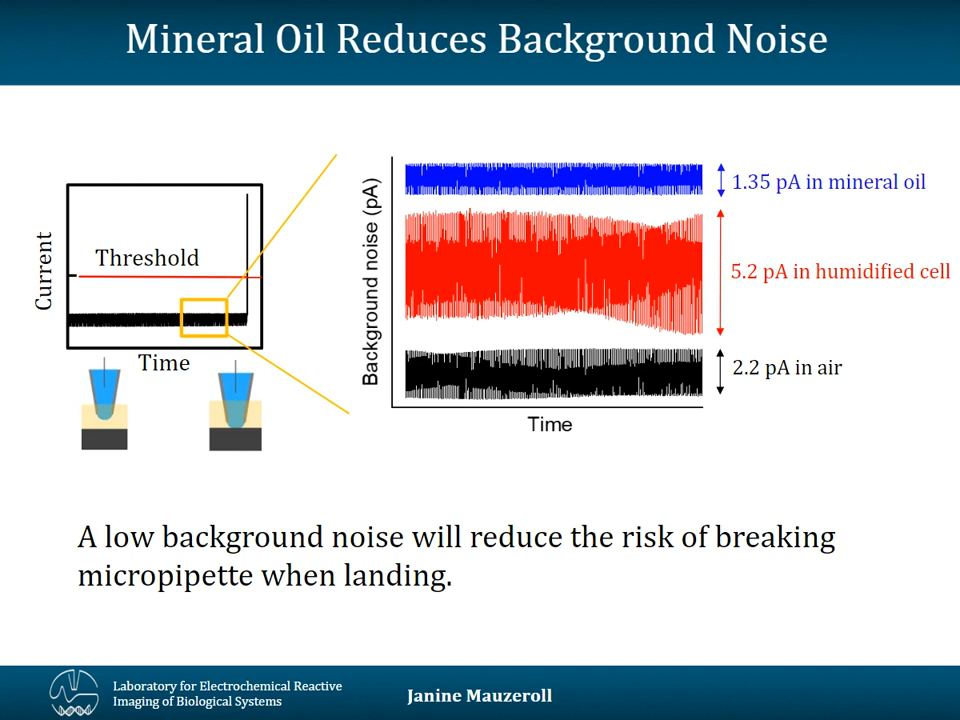 Mineral Oil Reduces Background Noise
Current
Threshold
Time
Background noise (pA)
Time
1.35 pA in mineral oil
5.2 pA in humidified cell
2.2 pA in air
A low background noise will reduce the risk of breaking
micropipette when landing.
Laboratory for Electrochemical Reactive
Imaging of Biological Systems
Janine Mauzeroll